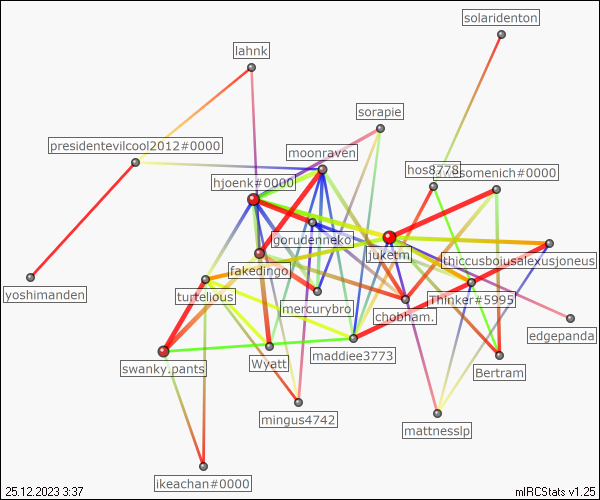 solaridenton
lahnk
sorapie
presidentevilcool2012#0000
moonraven
hos8778
somenich#0000
hjoenk#0000
gorudenneko
juketm
thiccusboiusalexusjoneus
fakedingo
yoshimanden
turtelious
mercurybro
chobham.
Thinker#5995
edgepanda
swanky.pants
Wyatt
maddiee3773
Bertram
mingus4742
mattnesslp
ikeachan#0000
25.12.2023 3:37
mIRCStats v1.25